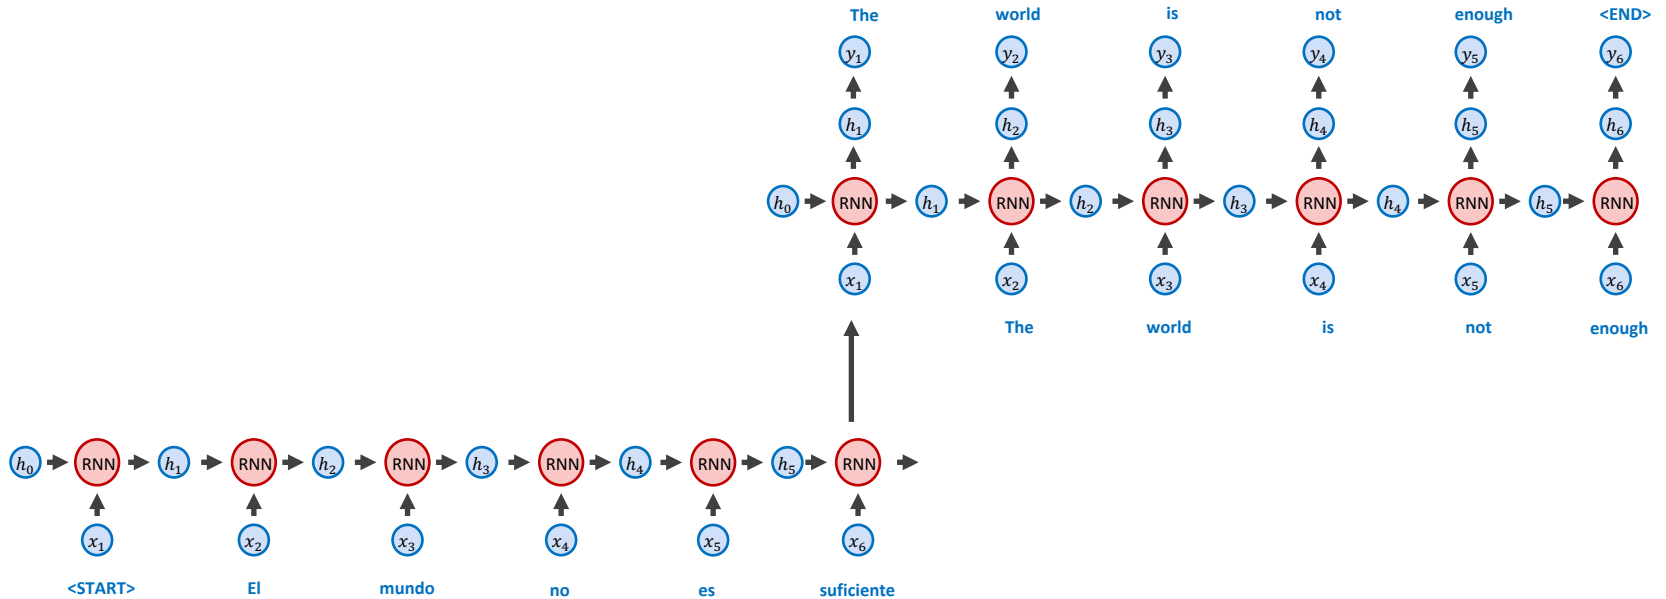 The world is not enough <END>
y₁ y₂ y₃ y₄ y₅ y₆
h₁ h₂ h₃ h₄ h₅ h₆
h₀ RNN h₁ RNN h₂ RNN h₃ RNN h₄ RNN h₅ RNN
x₁ x₂ x₃ x₄ x₅ x₆
The world is not enough
h₀ RNN h₁ RNN h₂ RNN h₃ RNN h₄ RNN h₅ RNN
x₁ x₂ x₃ x₄ x₅ x₆
<START> El mundo no es suficiente